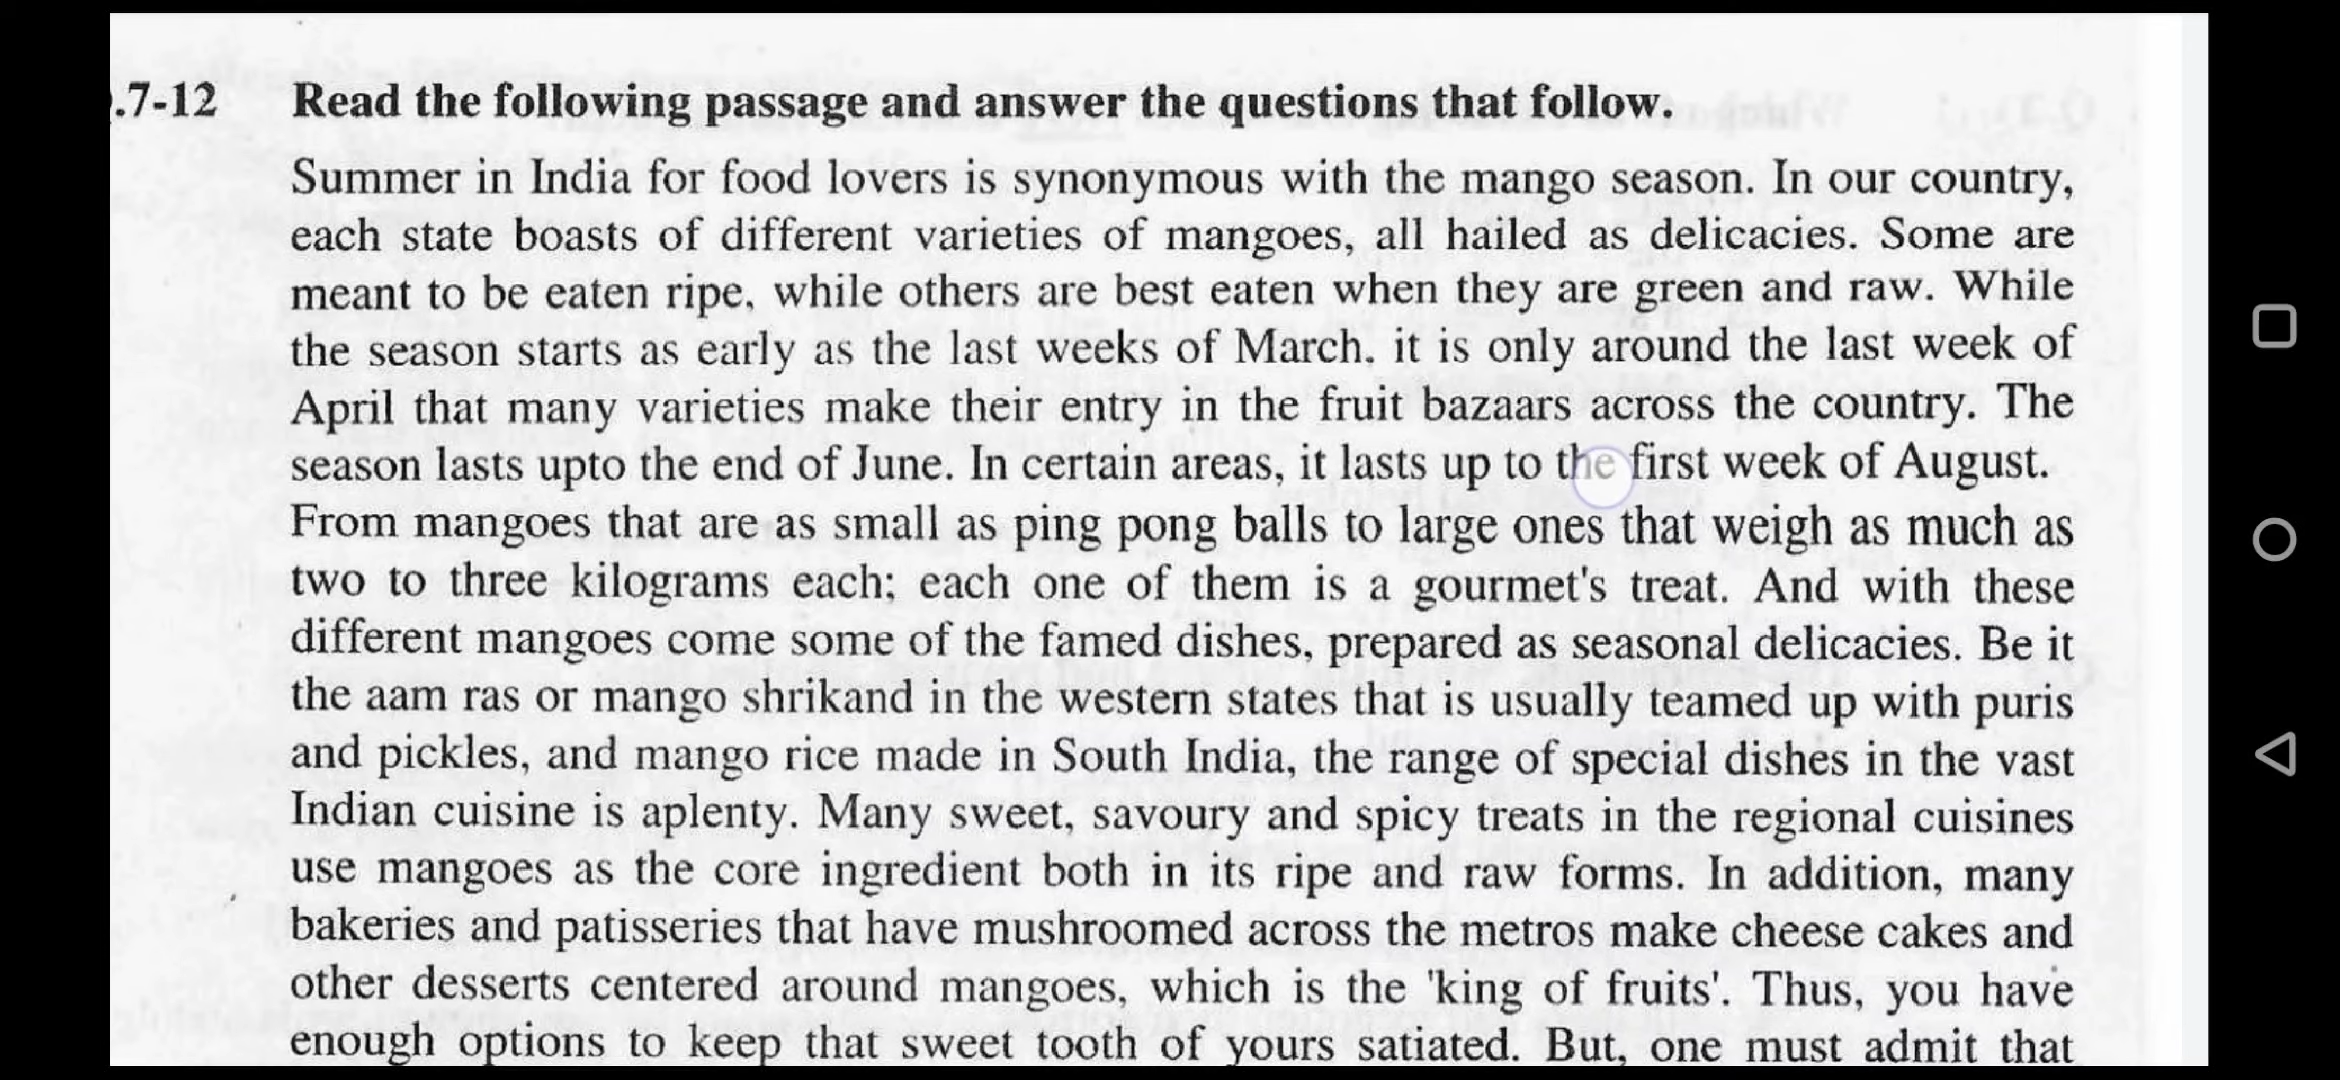 .7-12 Read the following passage and answer the questions that follow.
Summer in India for food lovers is synonymous with the mango season. In our country,
each state boasts of different varieties of mangoes, all hailed as delicacies. Some are
meant to be eaten ripe, while others are best eaten when they are green and raw. While
the season starts as early as the last weeks of March. it is only around the last week of
April that many varieties make their entry in the fruit bazaars across the country. The
season lasts upto the end of June. In certain areas, it lasts up to the first week of August.
From mangoes that are as small as ping pong balls to large ones that weigh as much as
two to three kilograms each; each one of them is a gourmet's treat. And with these
different mangoes come some of the famed dishes, prepared as seasonal delicacies. Be it
the aam ras or mango shrikand in the western states that is usually teamed up with puris
and pickles, and mango rice made in South India, the range of special dishes in the vast
Indian cuisine is aplenty. Many sweet, savoury and spicy treats in the regional cuisines
use mangoes as the core ingredient both in its ripe and raw forms. In addition, many
bakeries and patisseries that have mushroomed across the metros make cheese cakes and
other desserts centered around mangoes, which is the 'king of fruits'. Thus, you have
enough options to keep that sweet tooth of yours satiated. But, one must admit that